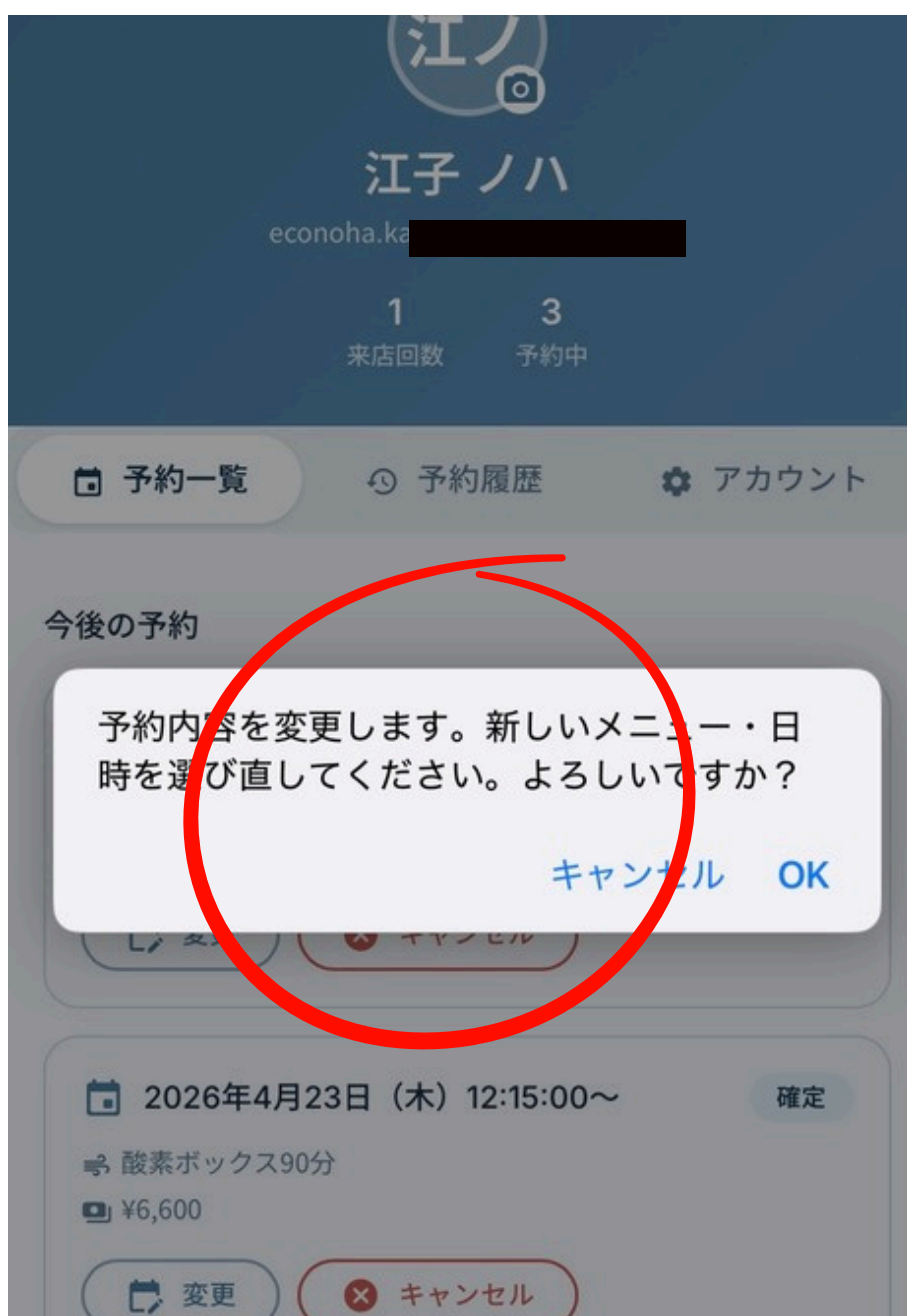 江ノ
江子 ノハ
econoha.ka
1 3
来店回数 予約中
予約一覧 予約履歴 アカウント
今後の予約
予約内容を変更します。新しいメニュー・日
時を選び直してください。よろしいですか？
キャンセル OK
変更 キャンセル
2026年4月23日（木）12:15:00～ 確定
酸素ボックス90分
¥6,600
変更 キャンセル